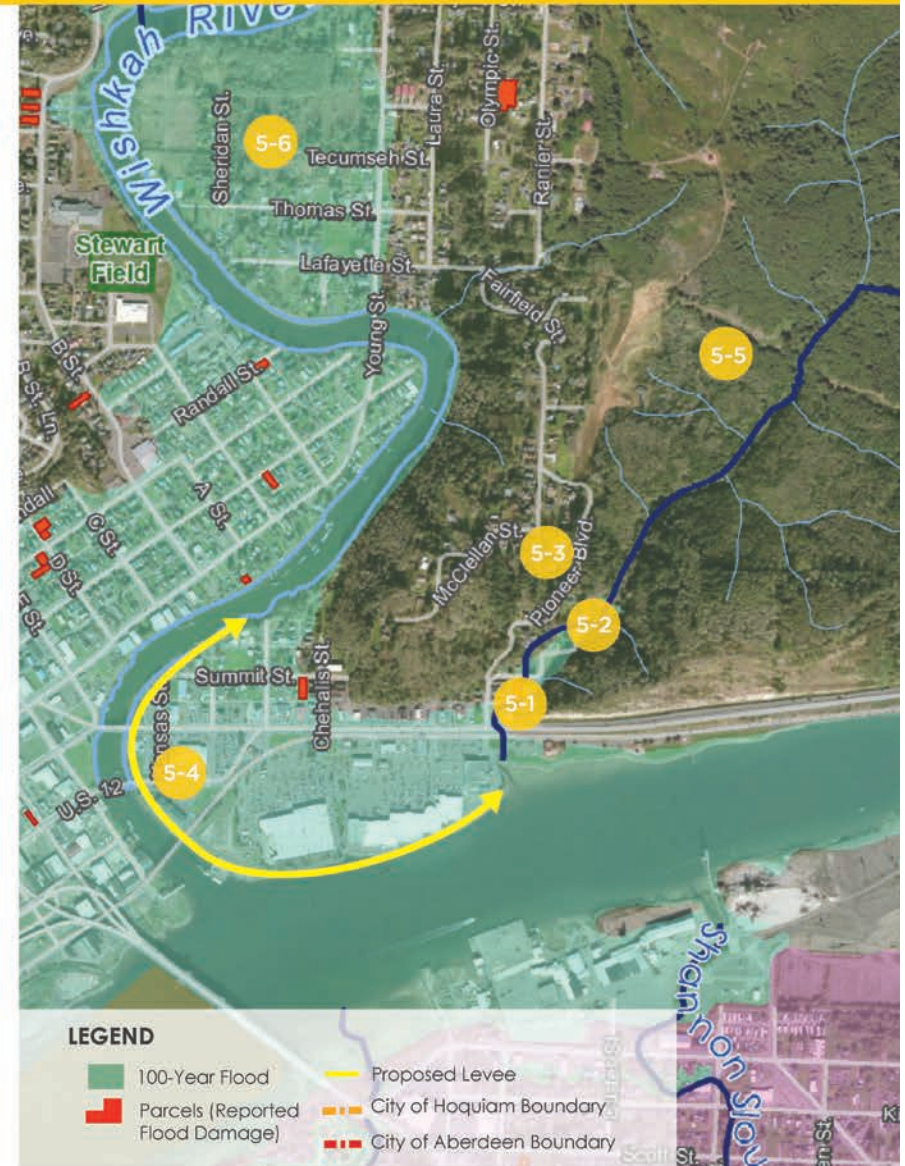 Wishkah River
Laura St.
Olympic St.
Sheridan St.
5-6
Tecumseh St.
Ranier St.
Thomas St.
Stewart
Field
Lafayette St.
Fairfield St.
Young St.
B St.
5-5
Randall St.
A St.
C St.
D St.
McClellan St.
5-3
Pioneer Blvd.
5-2
Summit St.
Chehalis St.
5-1
5-4
U.S. 12
Shannon Slou
LEGEND
100-Year Flood
Parcels (Reported
Flood Damage)
Proposed Levee
City of Hoquiam Boundary
City of Aberdeen Boundary
Scott St.